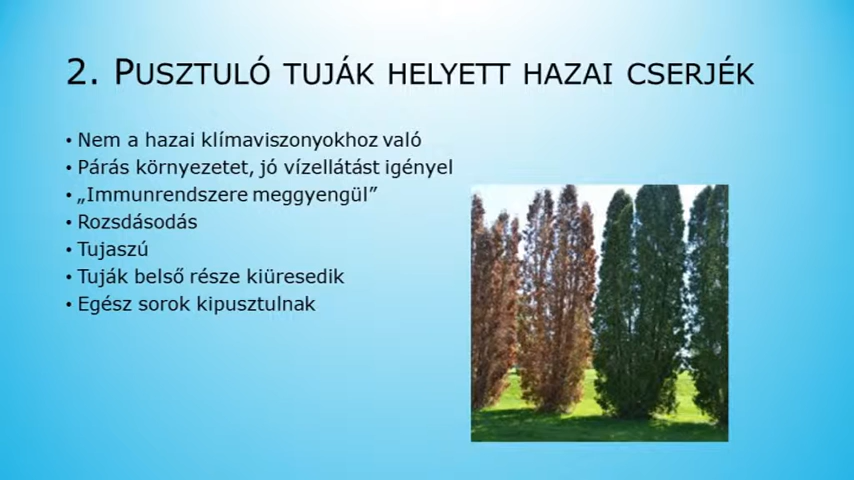 2. Pusztuló tuják helyett hazai cserjék
• Nem a hazai klímaviszonyokhoz való
• Párás környezetet, jó vízellátást igényel
• „Immunrendszere meggyengül”
• Rozsdásodás
• Tujaszú
• Tuják belső része kiüresedik
• Egész sorok kipusztulnak